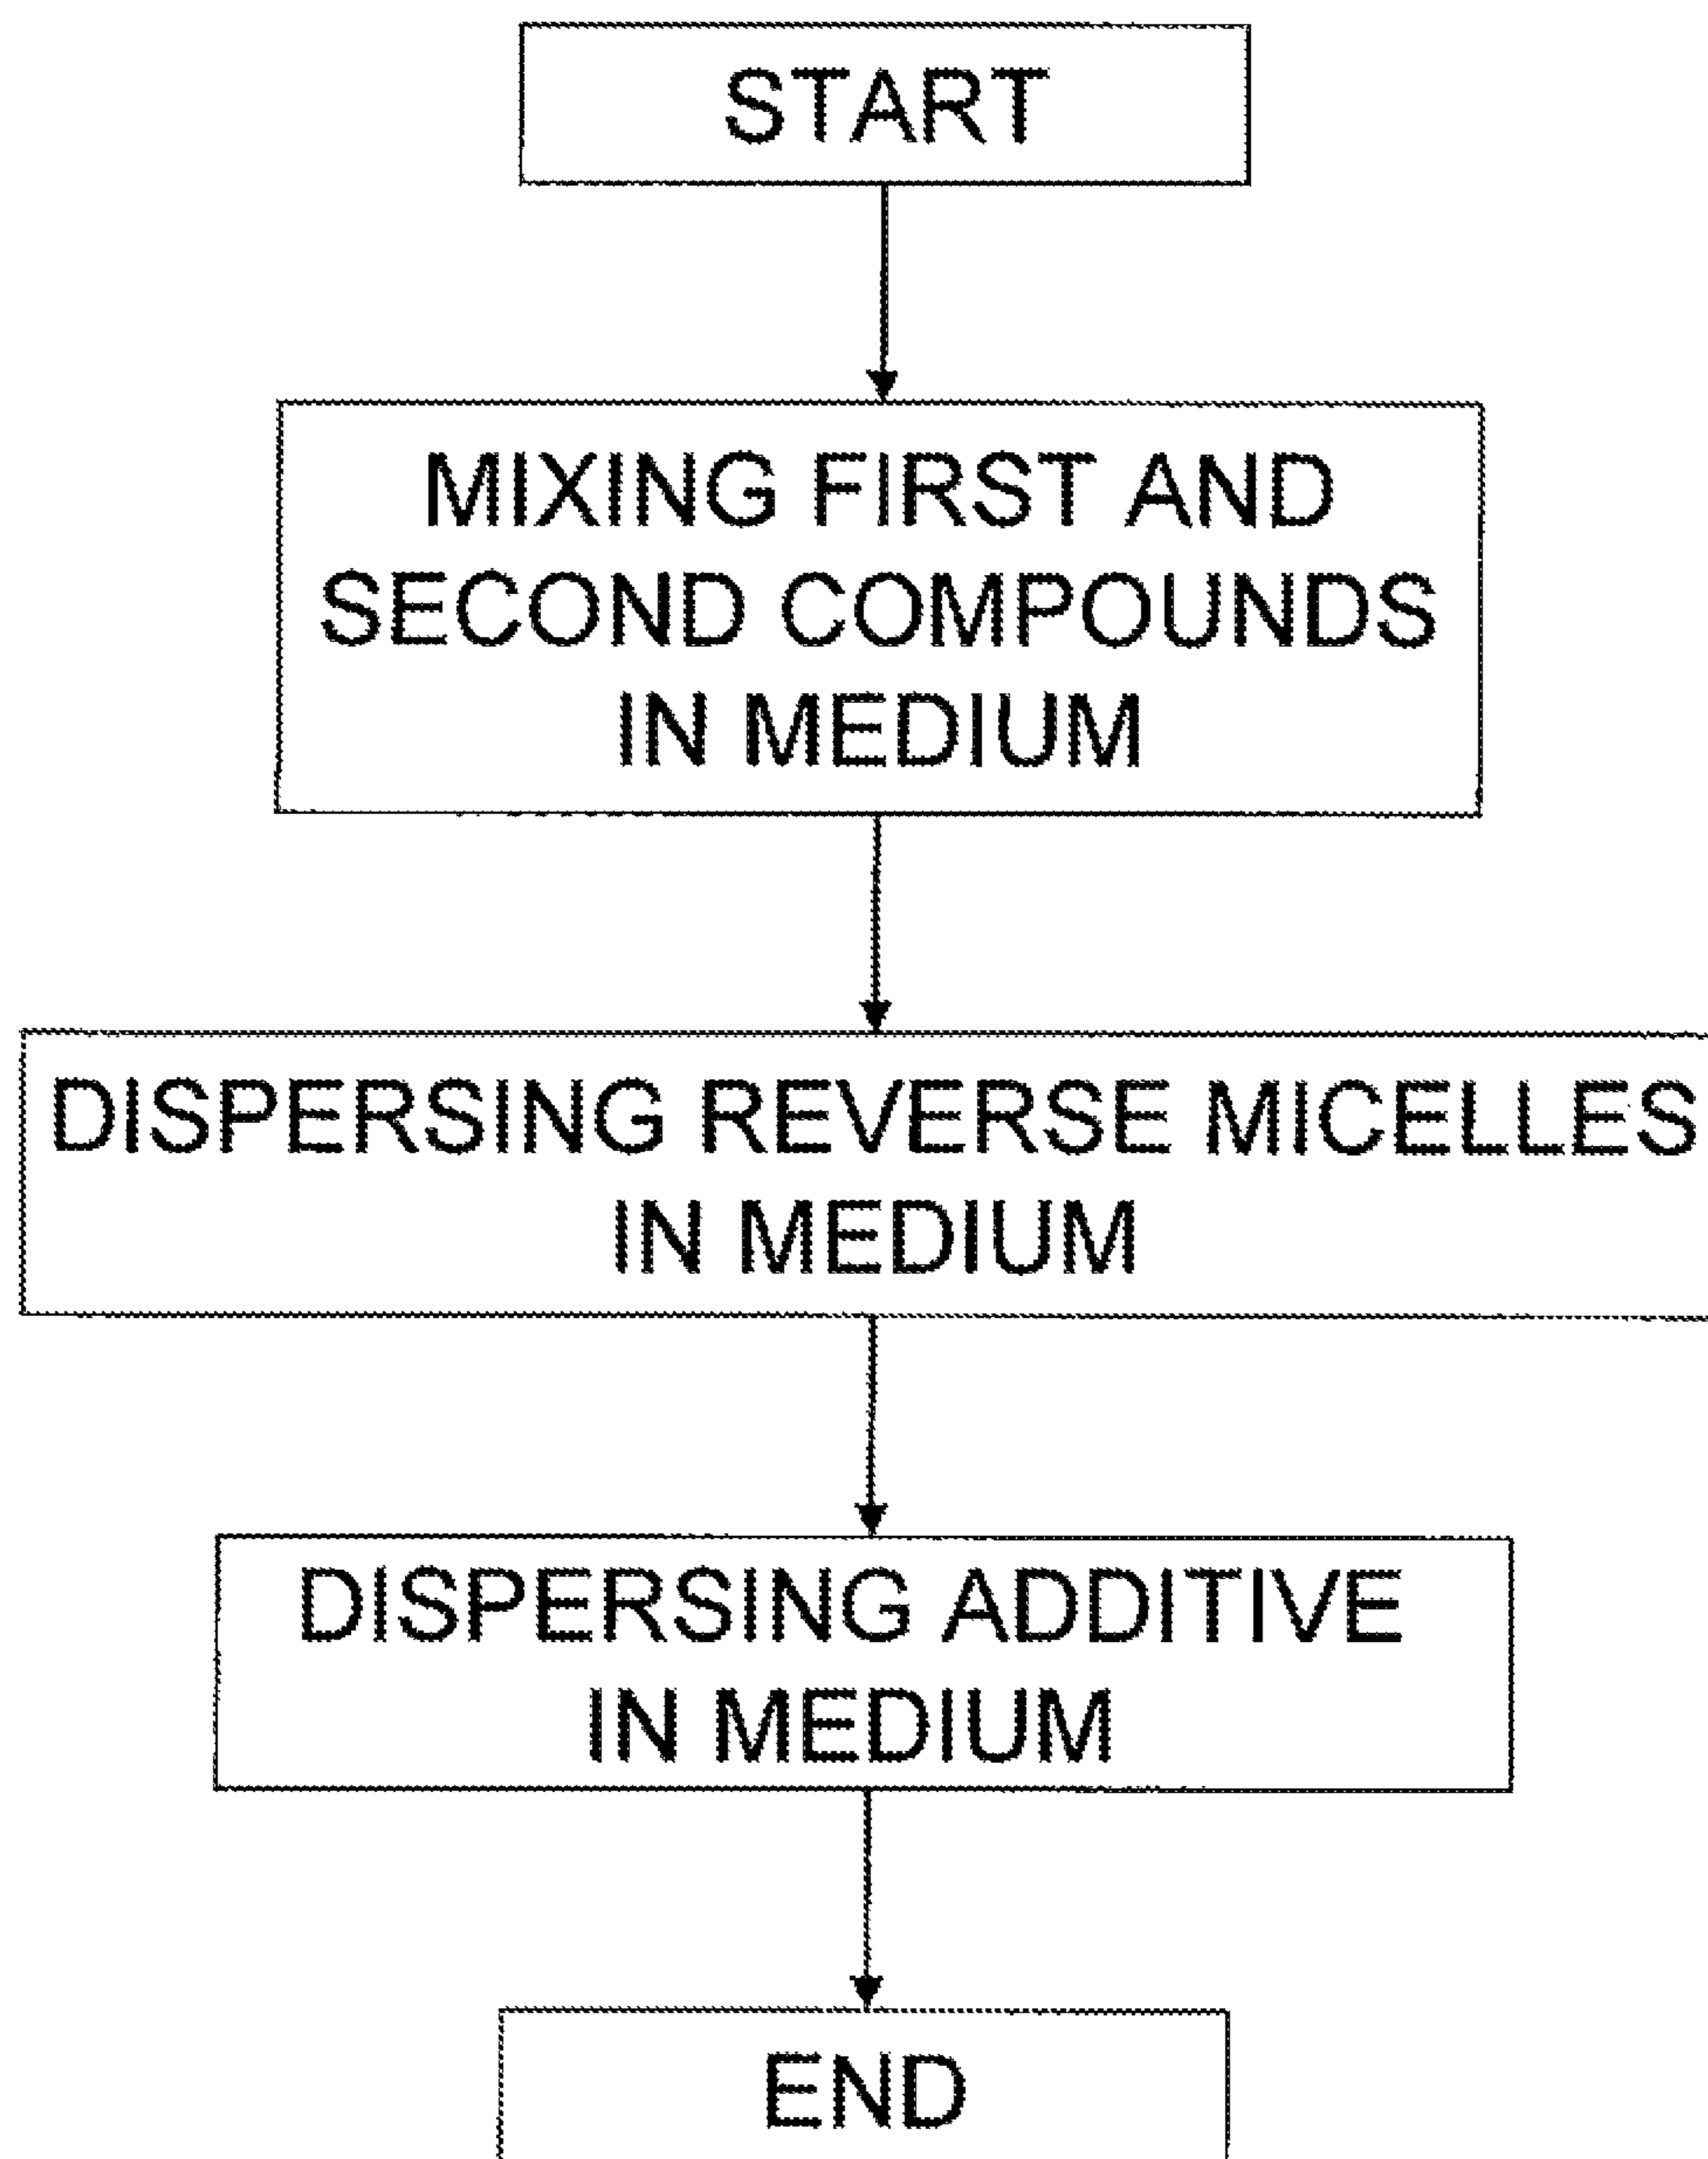 START
MIXING FIRST AND
SECOND COMPOUNDS
IN MEDIUM
DISPERSING REVERSE MICELLES
IN MEDIUM
DISPERSING ADDITIVE
IN MEDIUM
END